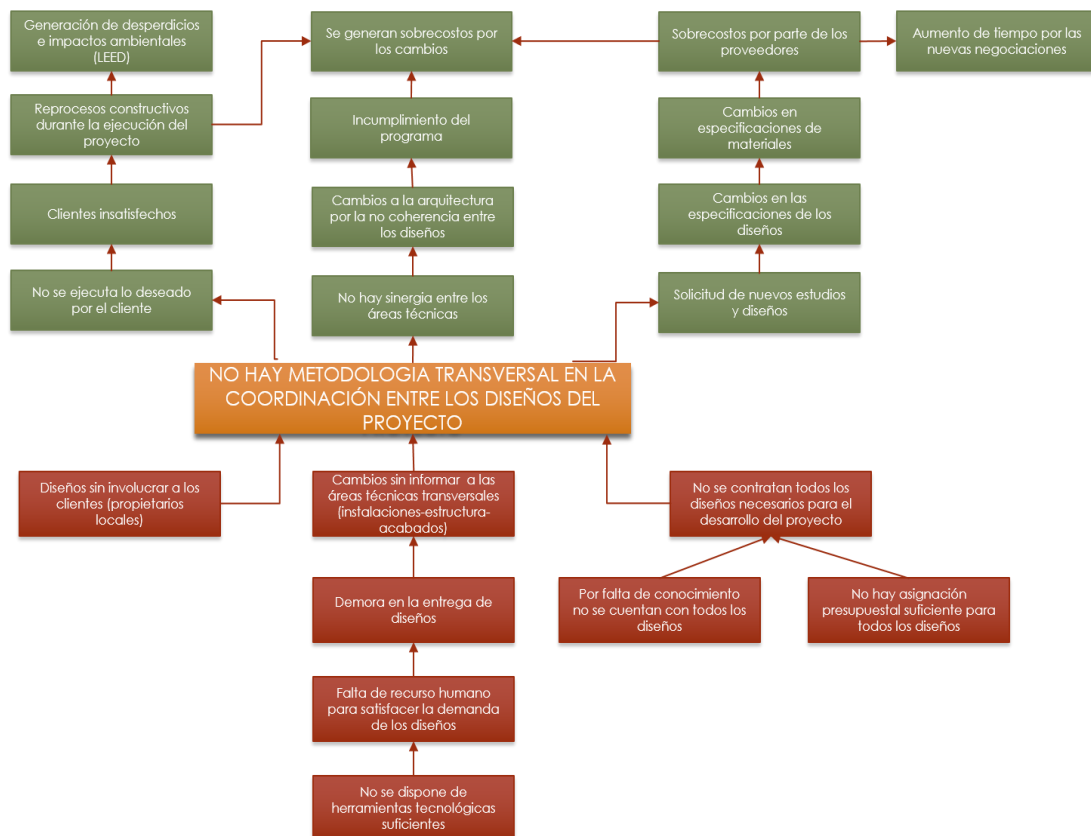 Generación de desperdicios
e impactos ambientales
(LEED)
Se generan sobrecostos por
los cambios
Sobrecostos por parte de los
proveedores
Aumento de tiempo por las
nuevas negociaciones
Reprocesos constructivos
durante la ejecución del
proyecto
Incumplimiento del
programa
Cambios en
especificaciones de
materiales
Clientes insatisfechos
Cambios a la arquitectura
por la no coherencia entre
los diseños
Cambios en las
especificaciones de los
diseños
No se ejecuta lo deseado
por el cliente
No hay sinergia entre los
áreas técnicas
Solicitud de nuevos estudios
y diseños
NO HAY METODOLOGIA TRANSVERSAL EN LA
COORDINACIÓN ENTRE LOS DISEÑOS DEL
PROYECTO
Diseños sin involucrar a los
clientes (propietarios
locales)
Cambios sin informar a las
áreas técnicas transversales
(instalaciones-estructura-
acabados)
No se contratan todos los
diseños necesarios para el
desarrollo del proyecto
Demora en la entrega de
diseños
Por falta de conocimiento
no se cuentan con todos los
diseños
No hay asignación
presupuestal suficiente para
todos los diseños
Falta de recurso humano
para satisfacer la demanda
de los diseños
No se dispone de
herramientas tecnológicas
suficientes